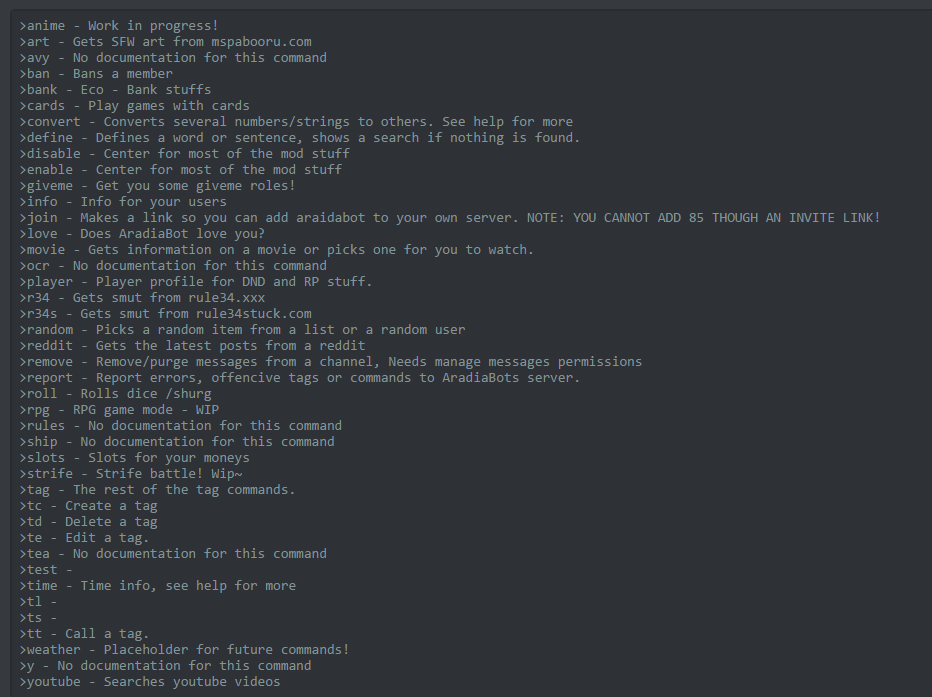 >anime - Work in progress!
>art - Gets SFW art from mspabooru.com
>avy - No documentation for this command
>ban - Bans a member
>bank - Eco - Bank stuffs
>cards - Play games with cards
>convert - Converts several numbers/strings to others. See help for more
>define - Defines a word or sentence, shows a search if nothing is found.
>disable - Center for most of the mod stuff
>enable - Center for most of the mod stuff
>giveme - Get you some giveme roles!
>info - Info for your users
>join - Makes a link so you can add araidabot to your own server. NOTE: YOU CANNOT ADD 85 THOUGH AN INVITE LINK!
>love - Does AradiaBot love you?
>movie - Gets information on a movie or picks one for you to watch.
>ocr - No documentation for this command
>player - Player profile for DND and RP stuff.
>r34 - Gets smut from rule34.xxx
>r34s - Gets smut from rule34stuck.com
>random - Picks a random item from a list or a random user
>reddit - Gets the latest posts from a reddit
>remove - Remove/purge messages from a channel, Needs manage messages permissions
>report - Report errors, offencive tags or commands to AradiaBots server.
>roll - Rolls dice /shurg
>rpg - RPG game mode - WIP
>rules - No documentation for this command
>ship - No documentation for this command
>slots - Slots for your moneys
>strife - Strife battle! Wip~
>tag - The rest of the tag commands.
>tc - Create a tag
>td - Delete a tag
>te - Edit a tag.
>tea - No documentation for this command
>test -
>time - Time info, see help for more
>tl -
>ts -
>tt - Call a tag.
>weather - Placeholder for future commands!
>y - No documentation for this command
>youtube - Searches youtube videos